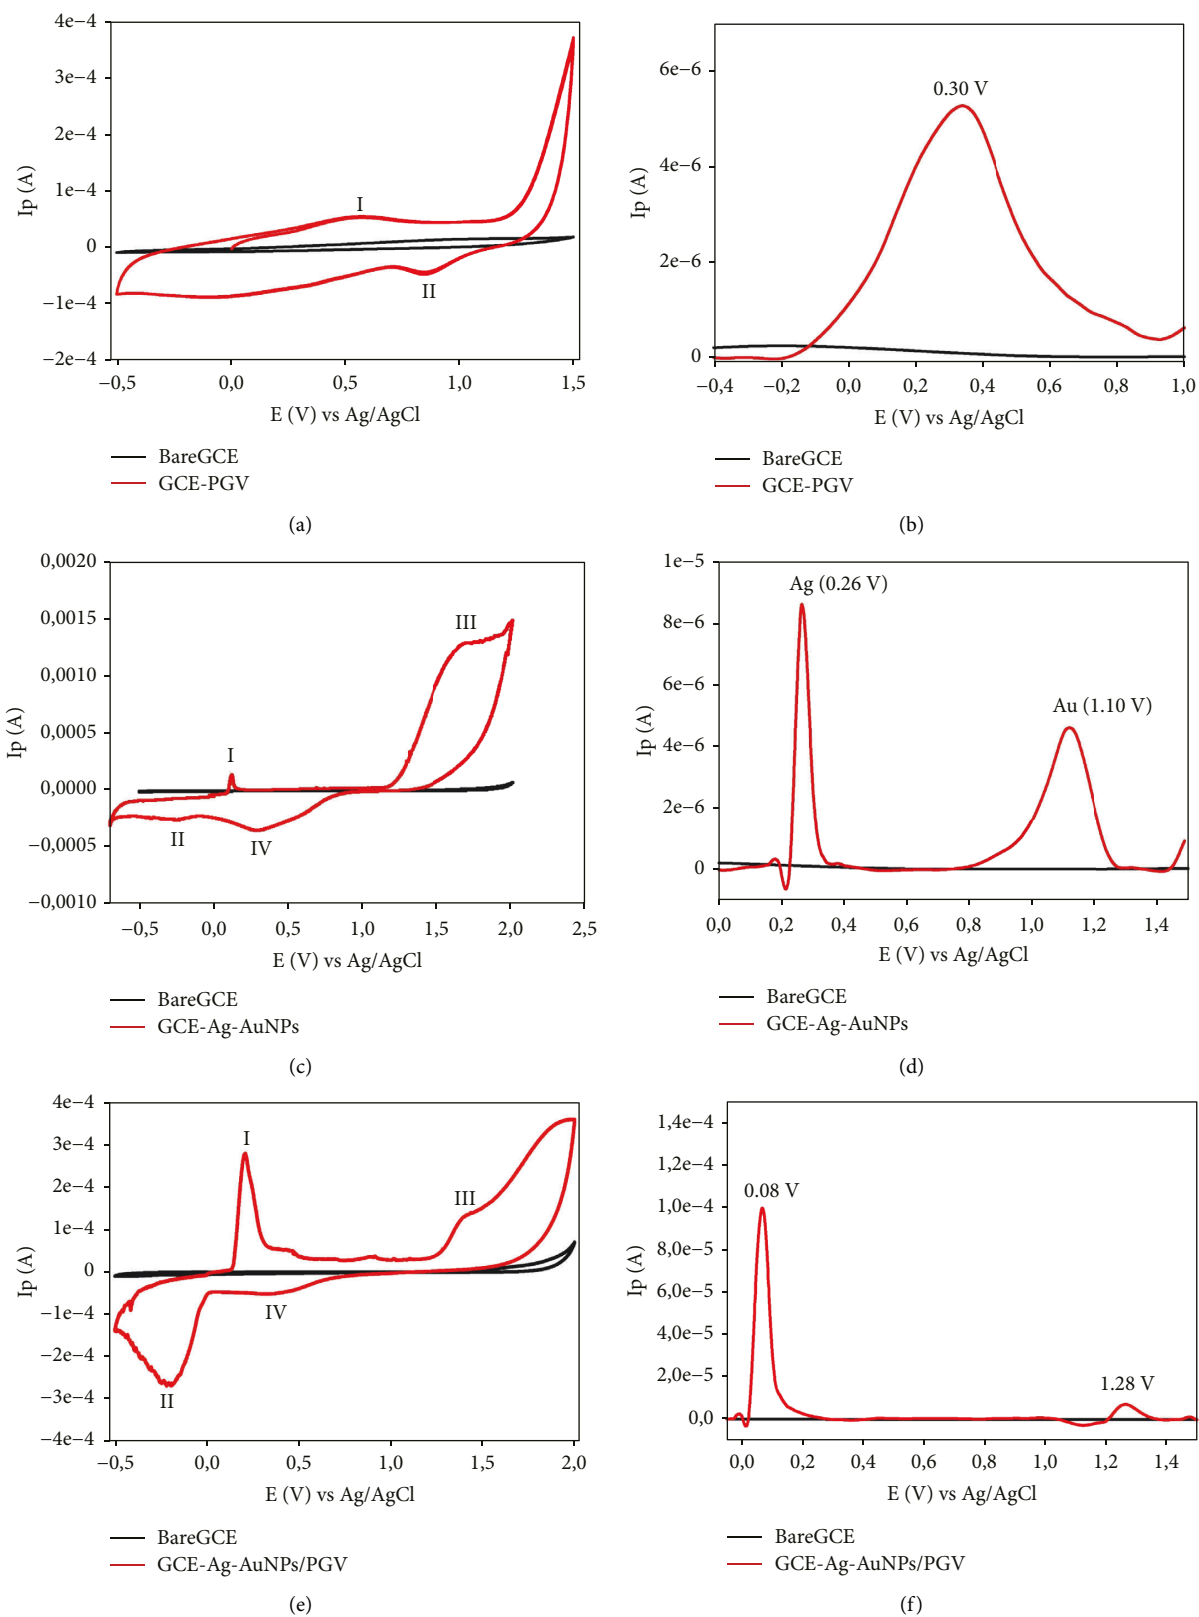 4e−4
3e−4
2e−4
1e−4
0
−1e−4
−2e−4
Ip (A)
I
II
−0,5 0,0 0,5 1,0 1,5
E (V) vs Ag/AgCl
BareGCE
GCE-PGV
(a)
6e−6
4e−6
2e−6
0
Ip (A)
0.30 V
−0,4 −0,2 0,0 0,2 0,4 0,6 0,8 1,0
E (V) vs Ag/AgCl
BareGCE
GCE-PGV
(b)
0,0020
0,0015
0,0010
0,0005
0,0000
−0,0005
−0,0010
Ip (A)
I
II
III
IV
−0,5 0,0 0,5 1,0 1,5 2,0 2,5
E (V) vs Ag/AgCl
BareGCE
GCE-Ag-AuNPs
(c)
1e−5
8e−6
6e−6
4e−6
2e−6
0
Ip (A)
Ag (0.26 V)
Au (1.10 V)
0,0 0,2 0,4 0,6 0,8 1,0 1,2 1,4
E (V) vs Ag/AgCl
BareGCE
GCE-Ag-AuNPs
(d)
4e−4
3e−4
2e−4
1e−4
0
−1e−4
−2e−4
−3e−4
−4e−4
Ip (A)
I
II
III
IV
−0,5 0,0 0,5 1,0 1,5 2,0
E (V) vs Ag/AgCl
BareGCE
GCE-Ag-AuNPs/PGV
(e)
1,4e−4
1,2e−4
1,0e−4
8,0e−5
6,0e−5
4,0e−5
2,0e−5
0,0
Ip (A)
0.08 V
1.28 V
0,0 0,2 0,4 0,6 0,8 1,0 1,2 1,4
E (V) vs Ag/AgCl
BareGCE
GCE-Ag-AuNPs/PGV
(f)